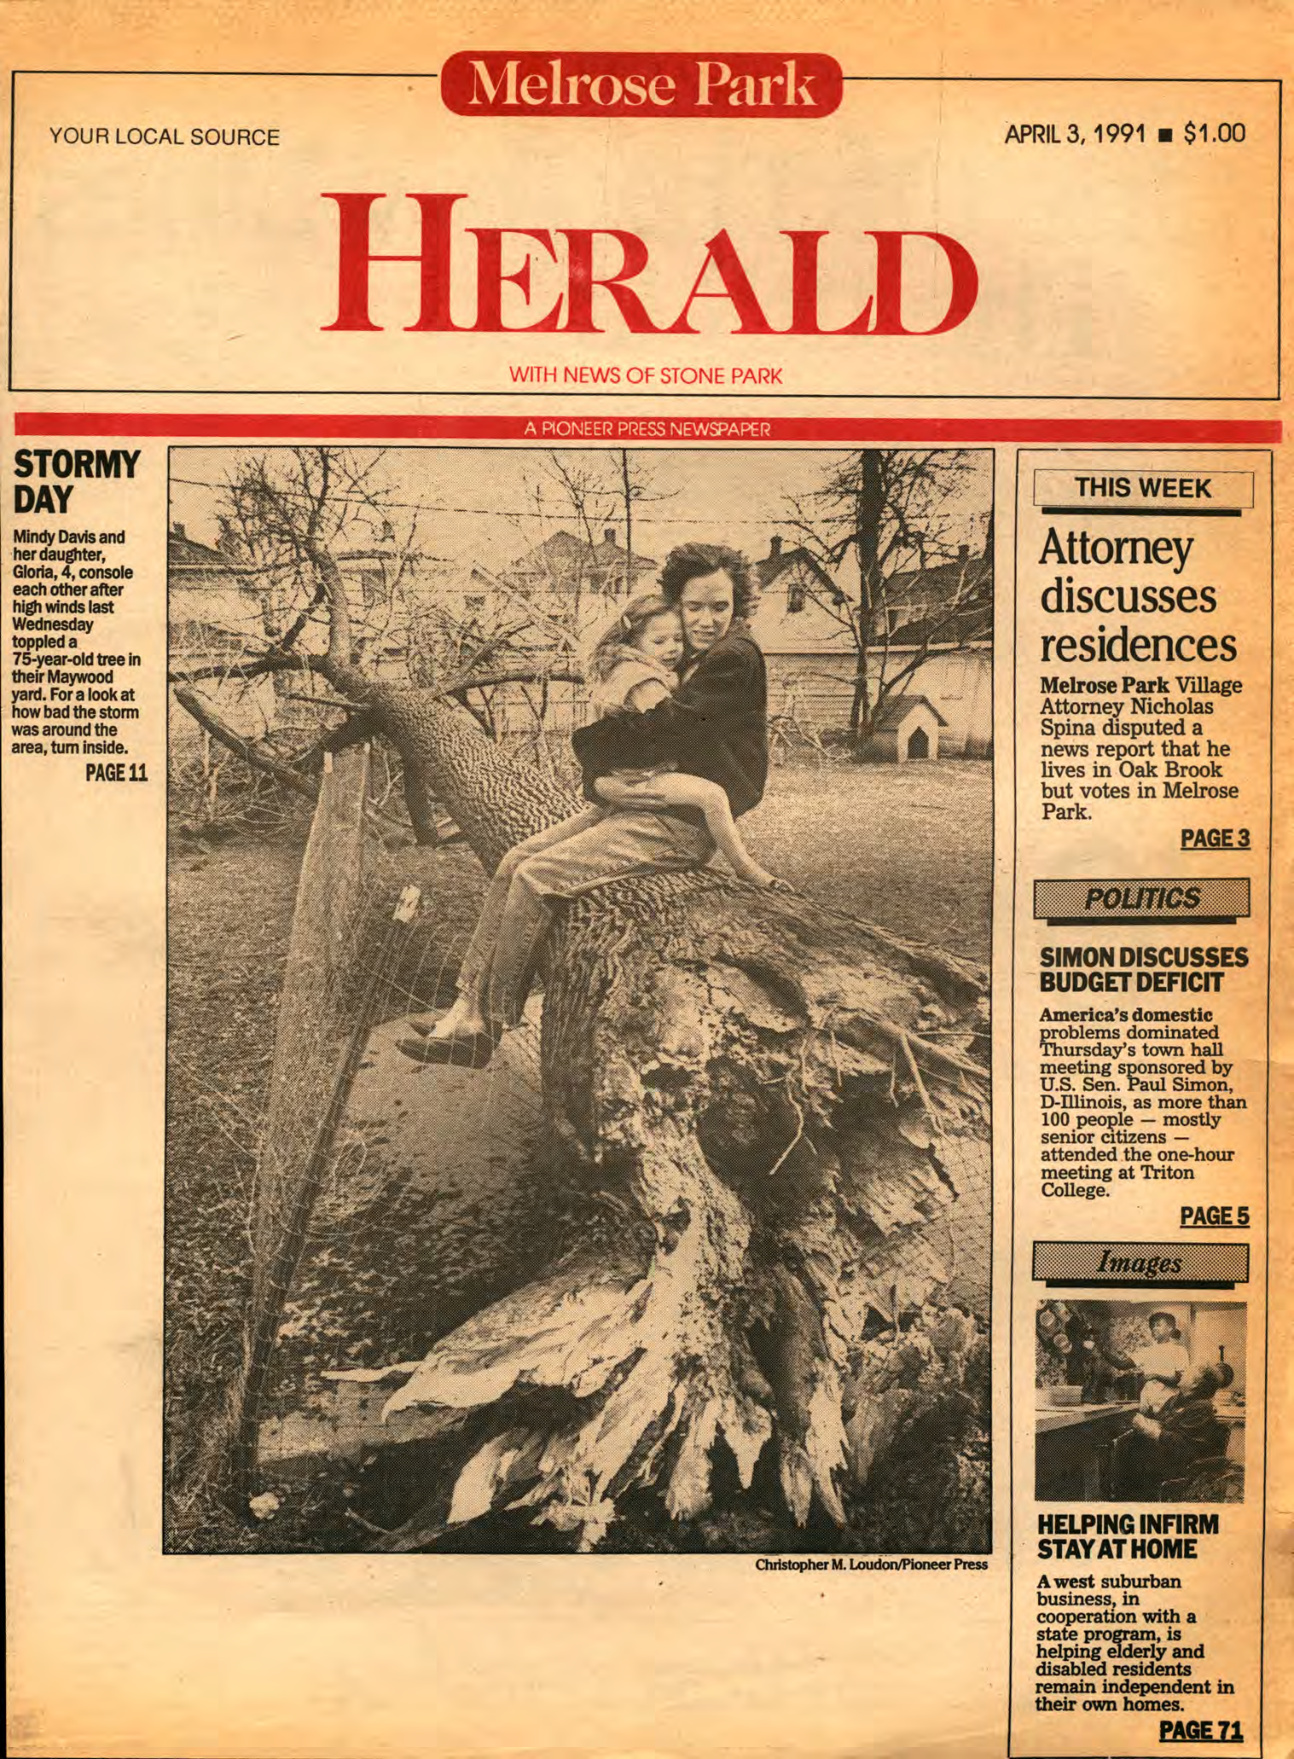 Melrose Park
YOUR LOCAL SOURCE
APRIL 3, 1991 ■ $1.00
HERALD
WITH NEWS OF STONE PARK
A PIONEER PRESS NEWSPAPER
STORMY
DAY
Mindy Davis and
her daughter,
Gloria, 4, console
each other after
high winds last
Wednesday
toppled a
75-year-old tree in
their Maywood
yard. For a look at
how bad the storm
was around the
area, turn inside.
PAGE 11
Christopher M. Loudon/Pioneer Press
THIS WEEK
Attorney
discusses
residences
Melrose Park Village
Attorney Nicholas
Spina disputed a
news report that he
lives in Oak Brook
but votes in Melrose
Park.
PAGE 3
POLITICS
SIMON DISCUSSES
BUDGET DEFICIT
America's domestic
problems dominated
Thursday's town hall
meeting sponsored by
U.S. Sen. Paul Simon,
D-Illinois, as more than
100 people — mostly
senior citizens —
attended the one-hour
meeting at Triton
College.
PAGE 5
Images
HELPING INFIRM
STAY AT HOME
A west suburban
business, in
cooperation with a
state program, is
helping elderly and
disabled residents
remain independent in
their own homes.
PAGE 71